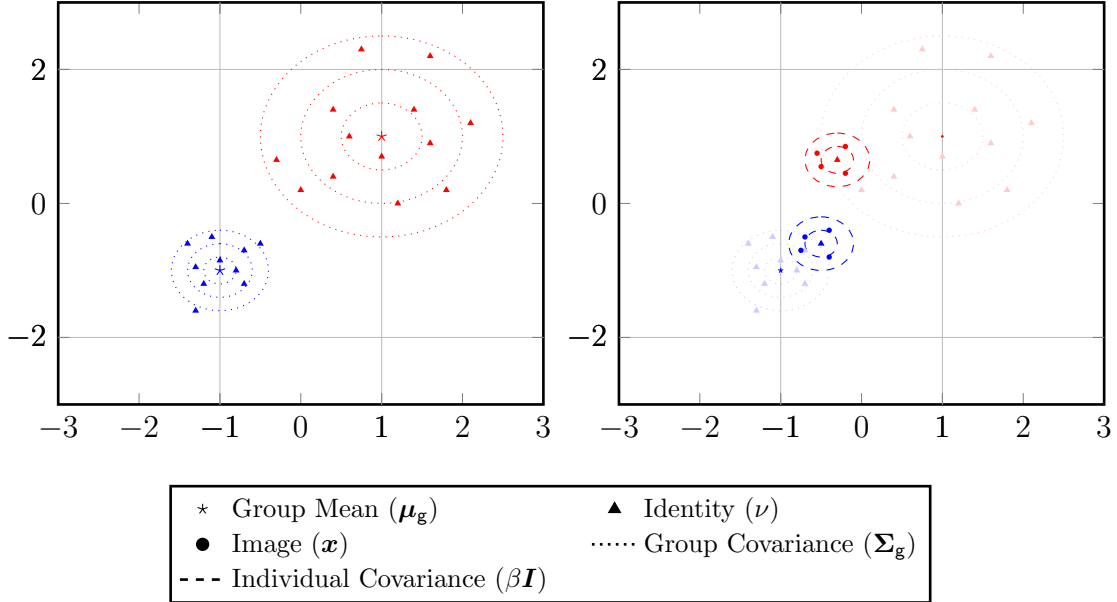 2
0
−2
−3 −2 −1 0 1 2 3
2
0
−2
−3 −2 −1 0 1 2 3
Group Mean (μg)
Identity (ν)
Image (x)
Group Covariance (Σg)
Individual Covariance (βI)